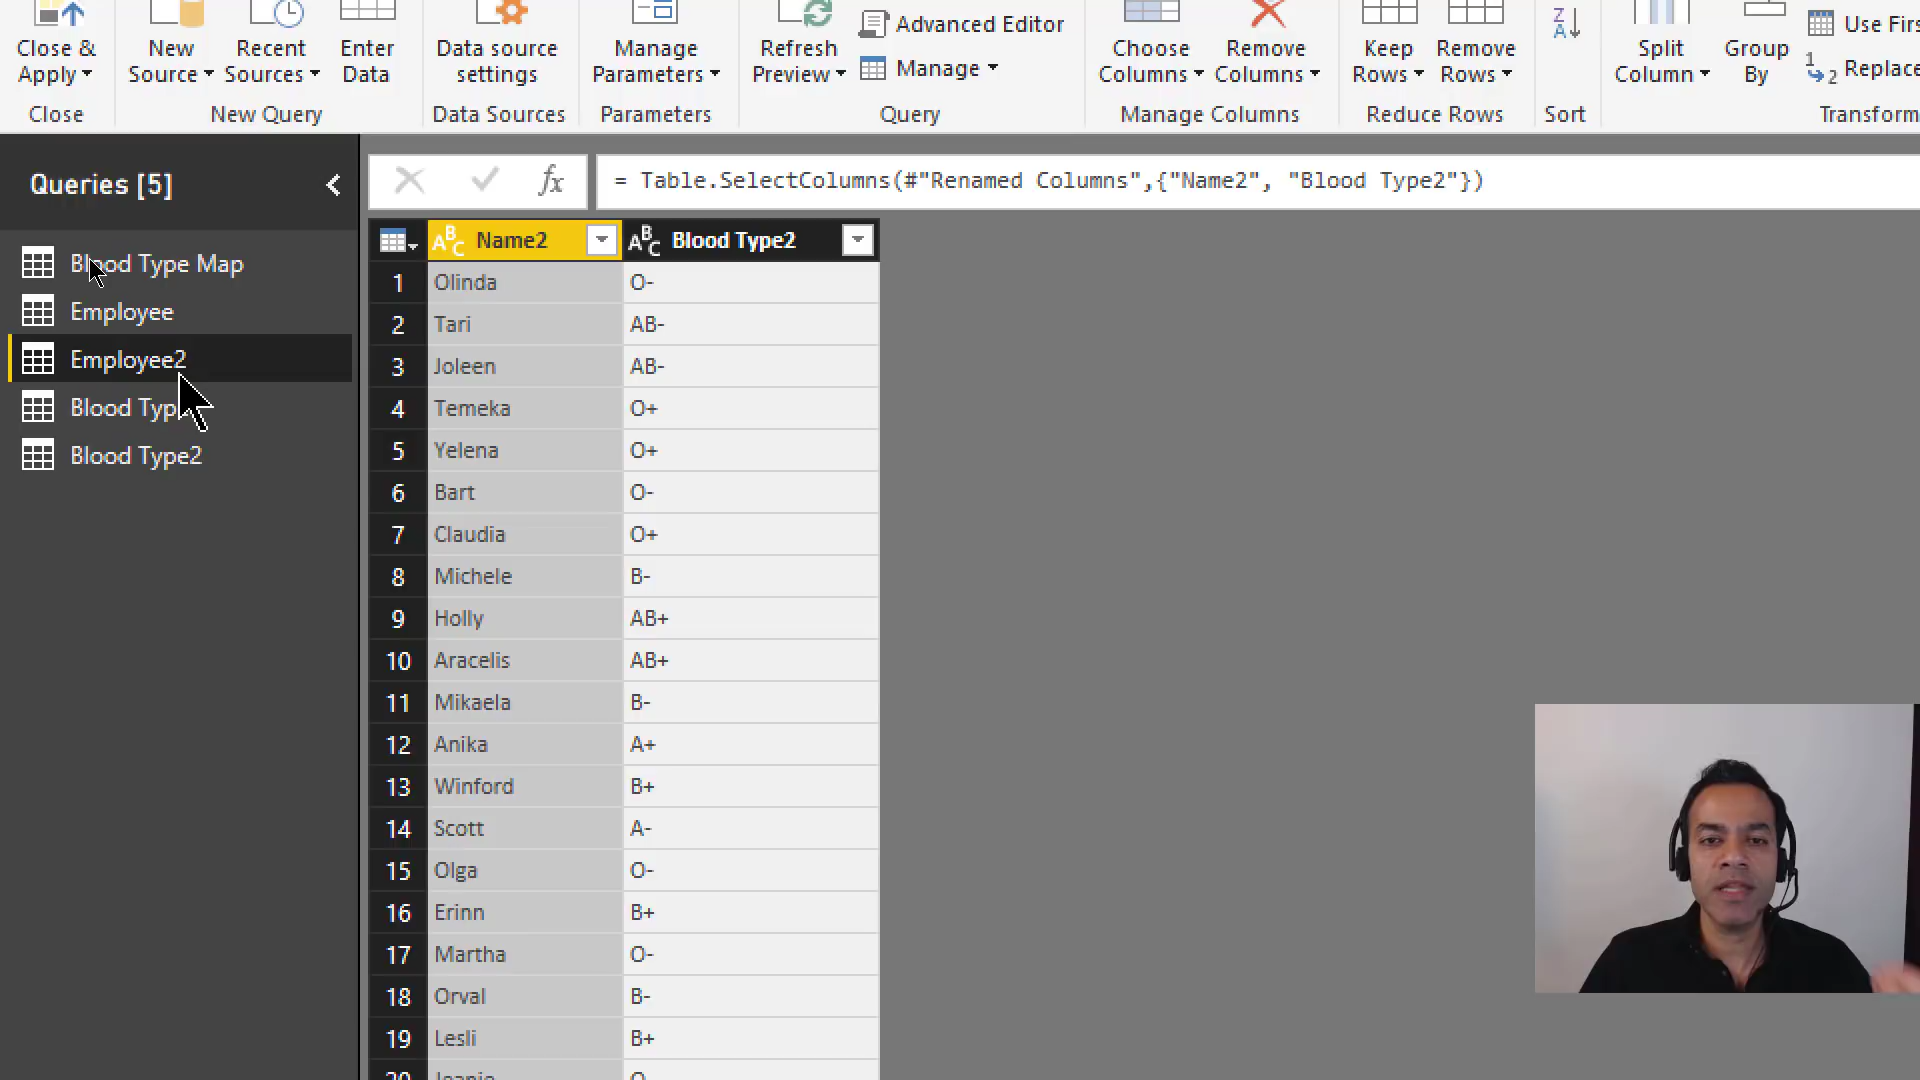 Close & Apply
New Source
Recent Sources
Enter Data
Data source settings
Manage Parameters
Refresh Preview
Advanced Editor
Manage
Choose Columns
Remove Columns
Keep Rows
Remove Rows
Split Column
Group By
Use Firs
Replace
Close
New Query
Data Sources
Parameters
Query
Manage Columns
Reduce Rows
Sort
Transform
Queries [5]
Blood Type Map
Employee
Employee2
Blood Typ
Blood Type2
fx
= Table.SelectColumns(#"Renamed Columns",{"Name2", "Blood Type2"})
ABC Name2 ABC Blood Type2
1 Olinda O-
2 Tari AB-
3 Joleen AB-
4 Temeka O+
5 Yelena O+
6 Bart O-
7 Claudia O+
8 Michele B-
9 Holly AB+
10 Aracelis AB+
11 Mikaela B-
12 Anika A+
13 Winford B+
14 Scott A-
15 Olga O-
16 Erinn B+
17 Martha O-
18 Orval B-
19 Lesli B+
20